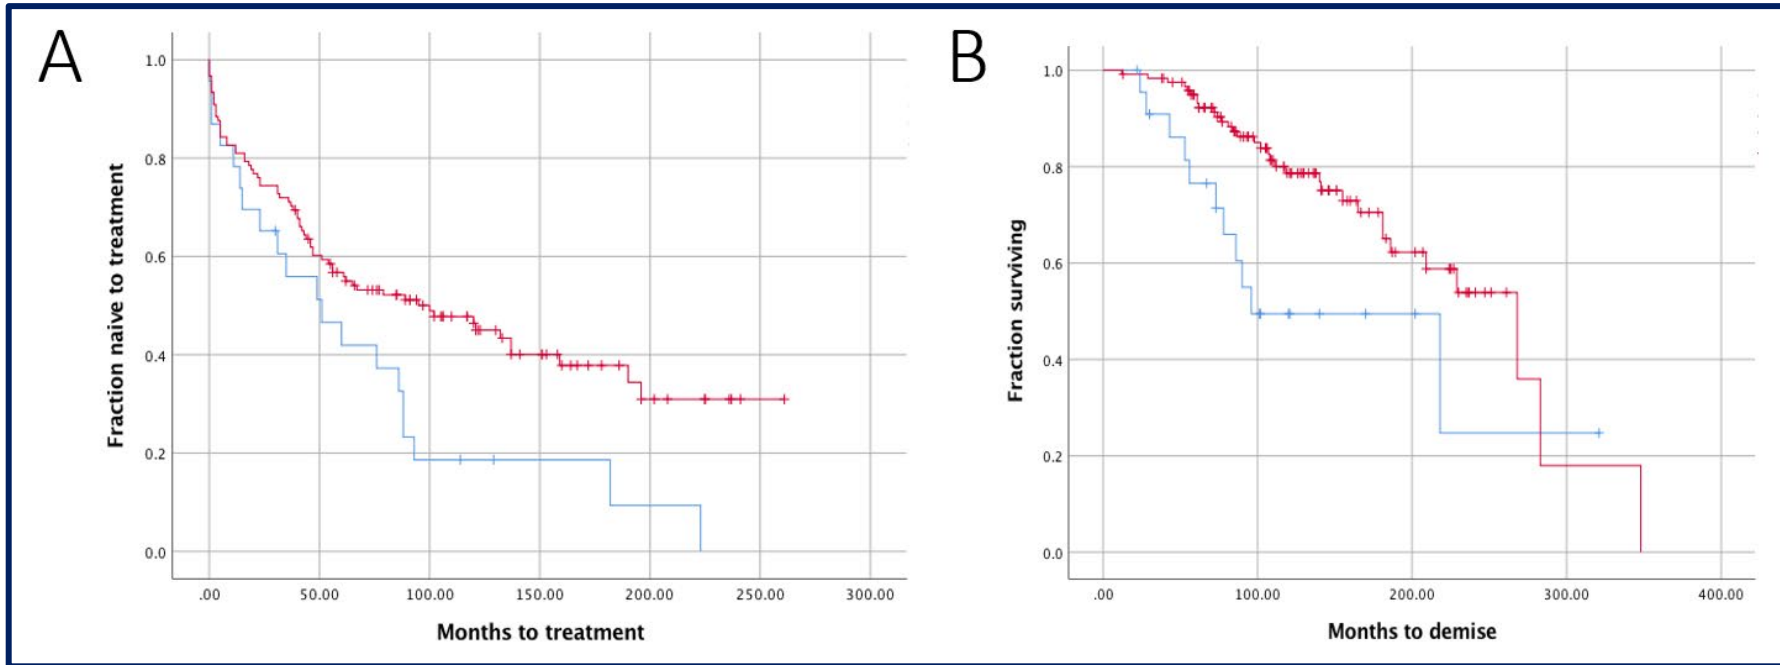 A
Fraction naive to treatment
1.0
0.8
0.6
0.4
0.2
0.0
.00 50.00 100.00 150.00 200.00 250.00 300.00
Months to treatment
B
Fraction surviving
1.0
0.8
0.6
0.4
0.2
0.0
.00 100.00 200.00 300.00 400.00
Months to demise